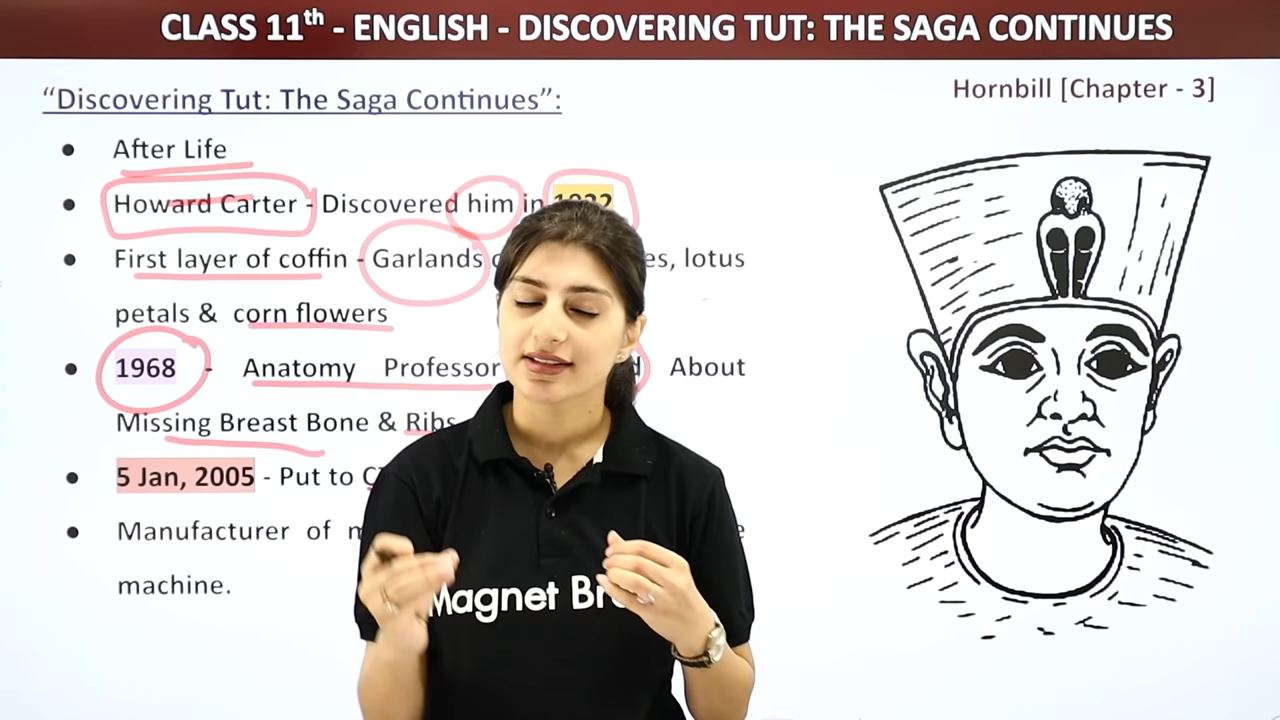 CLASS 11th - ENGLISH - DISCOVERING TUT: THE SAGA CONTINUES
Hornbill [Chapter - 3]
“Discovering Tut: The Saga Continues”:
● After Life
● Howard Carter - Discovered him in 1922
● First layer of coffin - Garlands lotus
petals & corn flowers
● 1968 - Anatomy Professor About
Missing Breast Bone & Ribs
● 5 Jan, 2005 - Put to
● Manufacturer of
machine.
Magnet